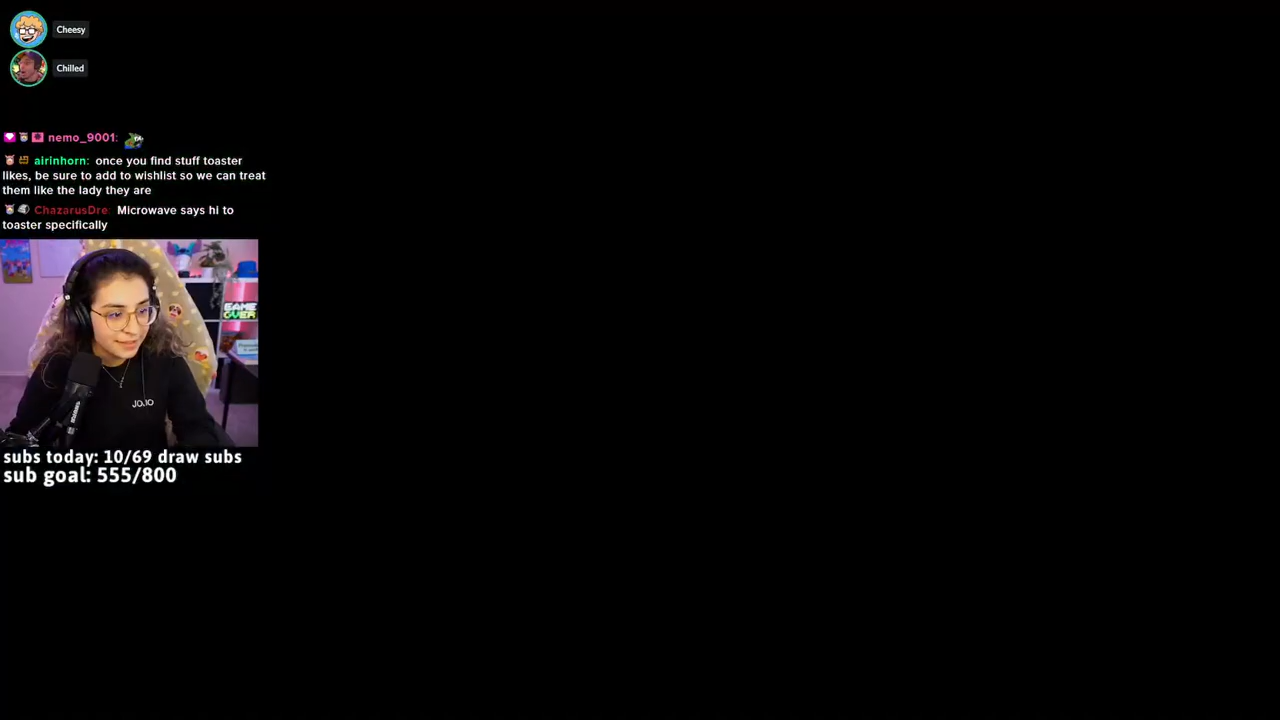 Cheesy
Chilled
nemo_9001:
airinhorn: once you find stuff toaster
likes, be sure to add to wishlist so we can treat
them like the lady they are
ChazarusDre: Microwave says hi to
toaster specifically
GAME
OVER
JOJO
subs today: 10/69 draw subs
sub goal: 555/800